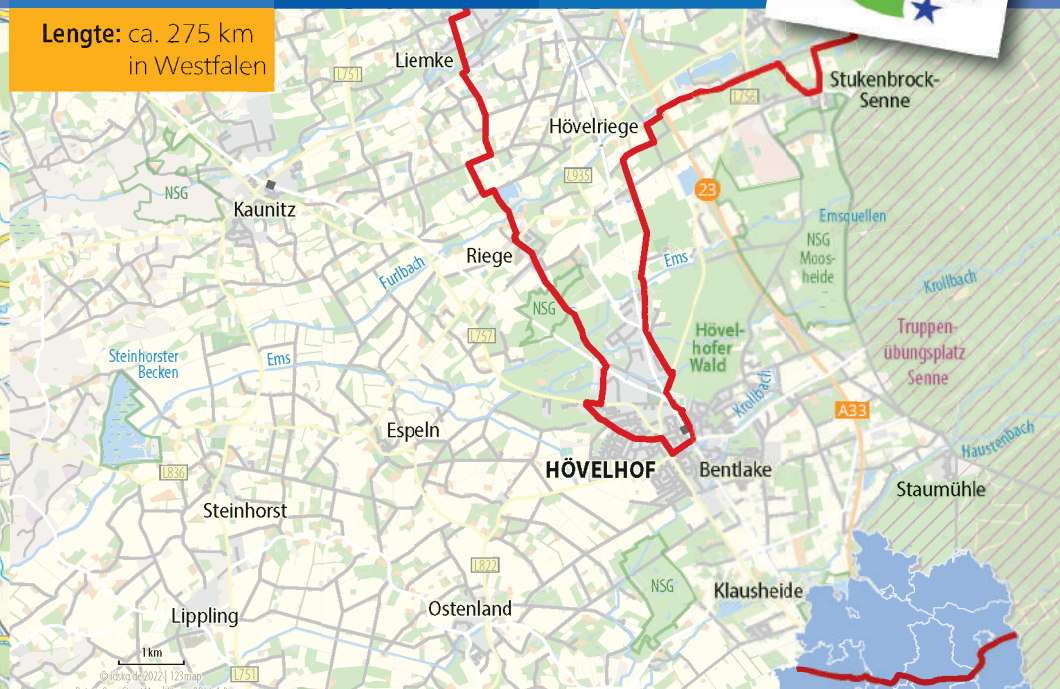 Lengte: ca. 275 km
in Westfalen
Liemke
L751
Stukenbrock-
Senne
L756
Hövelriege
L935
23
NSG
Kaunitz
Emsquellen
NSG
Moos-
heide
Riege
Ems
Furlbach
Krollbach
NSG
Truppen-
übungsplatz
Senne
L757
Hövel-
hofer
Wald
Steinhorster
Becken
Ems
Krollbach
A33
Espeln
Haustenbach
HÖVELHOF
Bentlake
L836
Staumühle
Steinhorst
L822
NSG
Klausheide
Ostenland
Lippling
1 km
L751